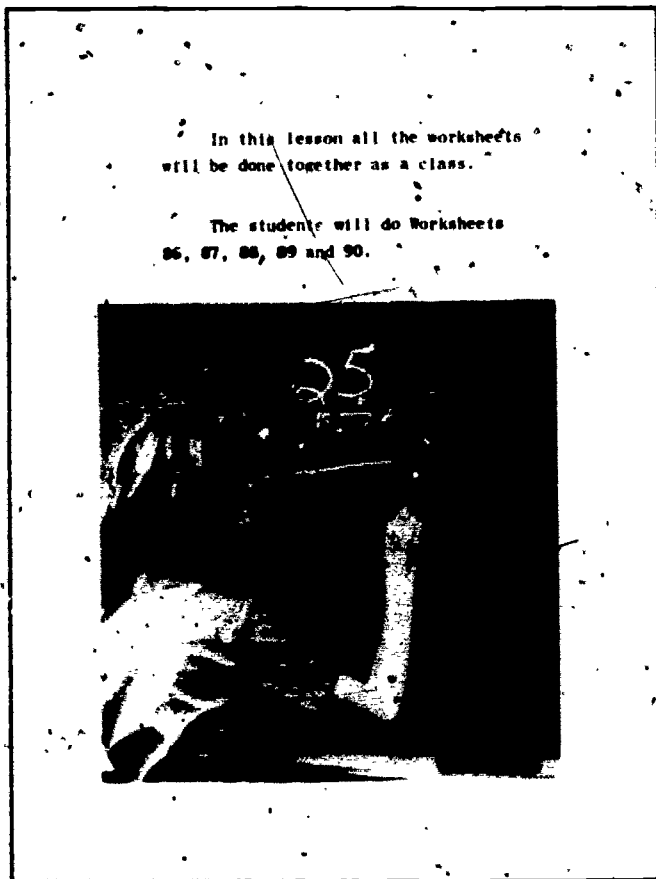 In this lesson all the worksheets
will be done together as a class.
The students will do Worksheets
86, 87, 88, 89 and 90.
25